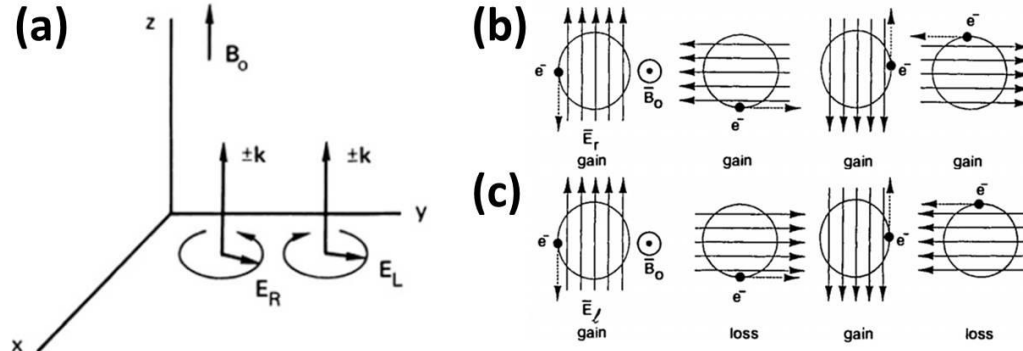 (a)
z
B₀
±k
±k
y
E_R
E_L
x
(b)
e⁻
B̄₀
Ē_r
gain
e⁻
gain
e⁻
gain
e⁻
gain
(c)
e⁻
B̄₀
Ē_ℓ
gain
e⁻
loss
e⁻
gain
e⁻
loss